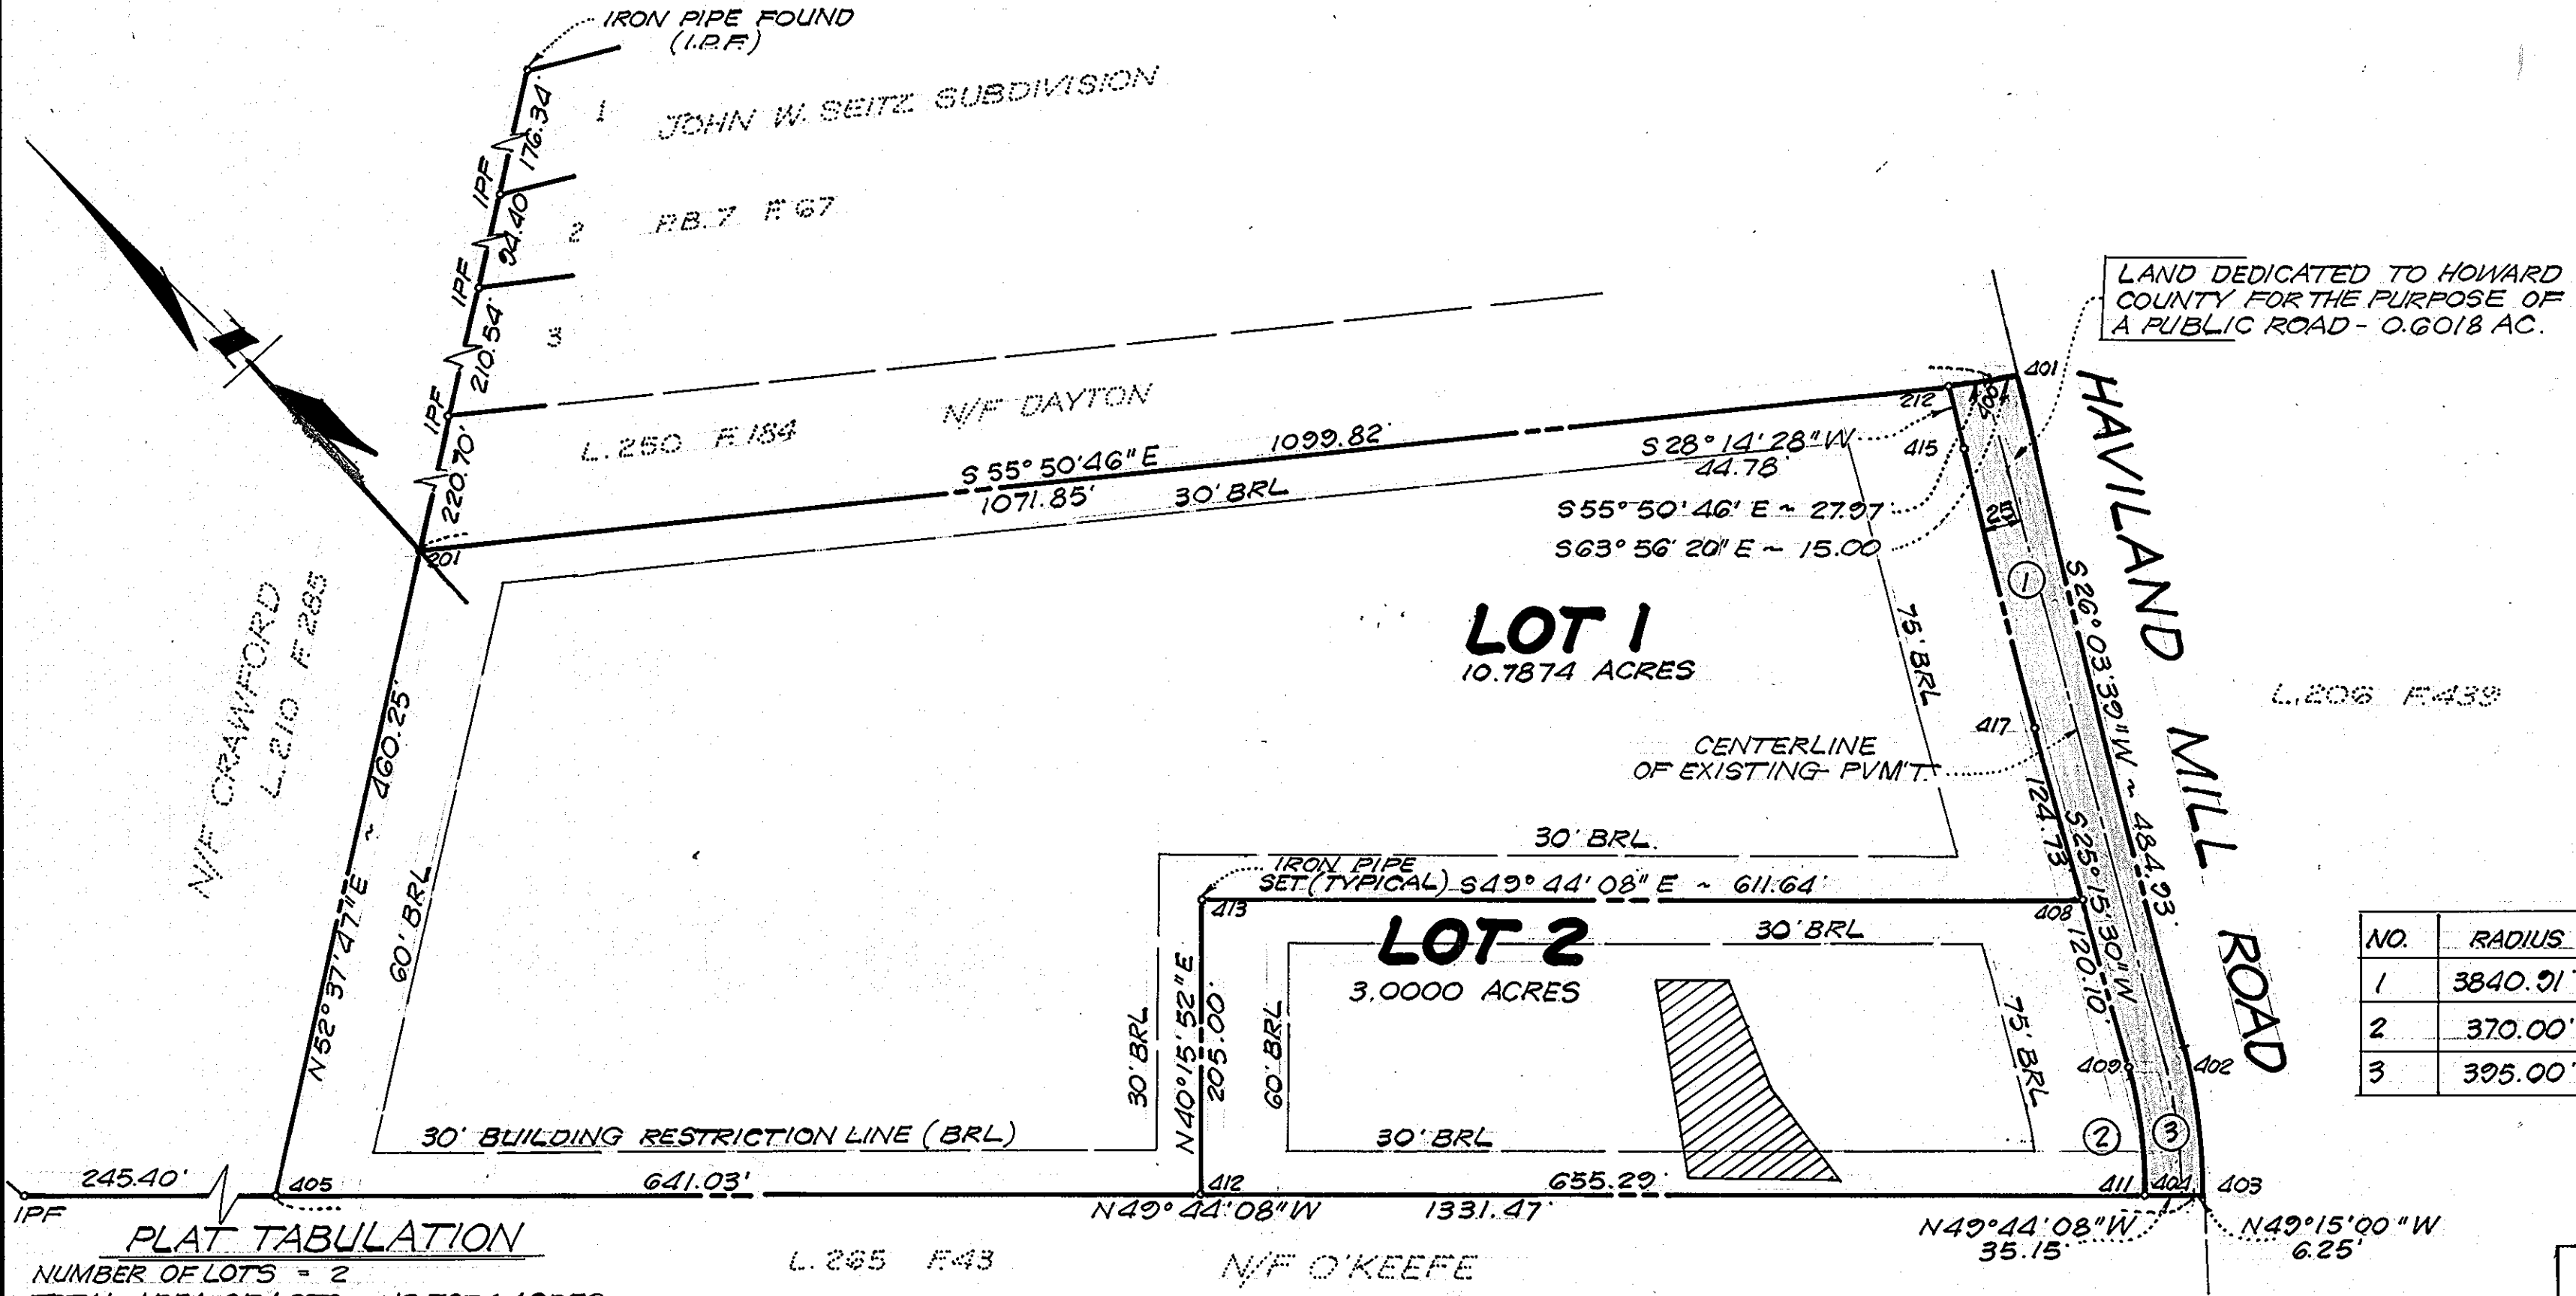 IRON PIPE FOUND
(I.P.F.)
176.34'
IPF
94.40'
IPF
210.54'
IPF
220.70'
1
JOHN W. SEITZ SUBDIVISION
2
P.B. 7 F. 67
3
N/F DAYTON
L. 250 F. 184
S 55° 50' 46" E
1099.82'
1071.85'
30' BRL
201
212
400
401
415
S 28° 14' 28" W
44.78'
S 55° 50' 46' E ~ 27.97'
S 63° 56' 20" E ~ 15.00
25'
LAND DEDICATED TO HOWARD
COUNTY FOR THE PURPOSE OF
A PUBLIC ROAD - 0.6018 AC.
HAVILAND MILL ROAD
1
S 26° 03' 39" W ~ 484.93'
L. 206 F. 439
N/F CRAWFORD
L. 210 F. 285
N 52° 37' 47" E ~ 460.25'
60' BRL
LOT 1
10.7874 ACRES
75' BRL
417
CENTERLINE
OF EXISTING PVM'T.
124.73'
S 25° 15' 30" W
120.10'
30' BRL.
IRON PIPE
SET (TYPICAL) S 49° 44' 08" E ~ 611.64'
413
408
LOT 2
3.0000 ACRES
30' BRL
30' BRL
N 40° 15' 52" E
205.00'
60' BRL
75' BRL
409
402
2
3
30' BRL
30' BUILDING RESTRICTION LINE (BRL)
245.40'
IPF
405
641.03'
412
655.29'
411
404
403
N 49° 44' 08" W
1331.47'
N 49° 44' 08" W
35.15'
N 49° 15' 00" W
6.25'
L. 265 F. 43
N/F O'KEEFE
NO. RADIUS
1 3840.91'
2 370.00'
3 395.00'
PLAT TABULATION
NUMBER OF LOTS = 2